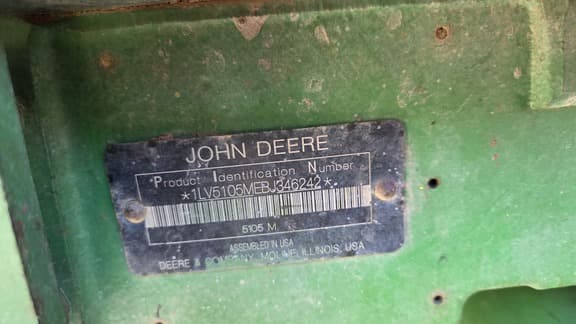 JOHN DEERE
Product Identification Number
*1LV5105MEBJ346242*
5105 M
ASSEMBLED IN USA
DEERE & COMPANY, MOLINE, ILLINOIS, USA